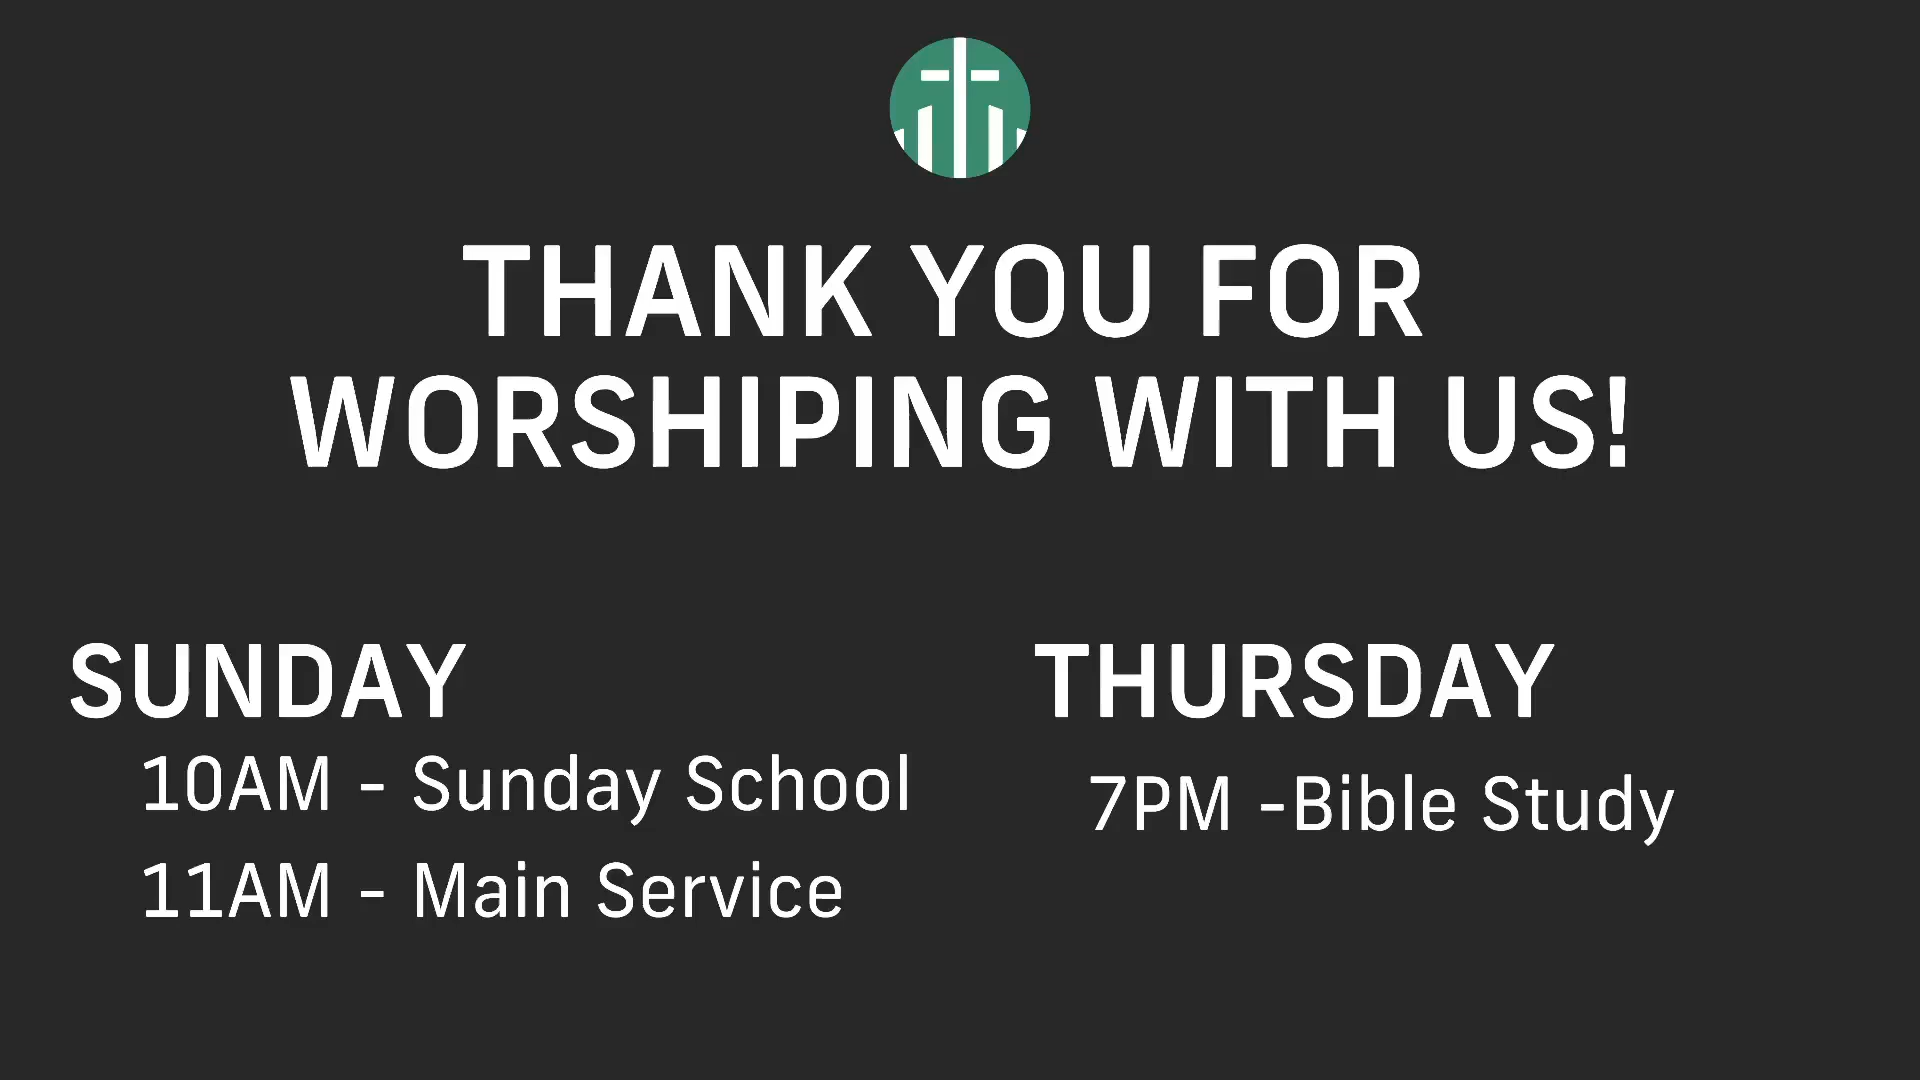 THANK YOU FOR
WORSHIPING WITH US!
SUNDAY
10AM - Sunday School
11AM - Main Service
THURSDAY
7PM -Bible Study